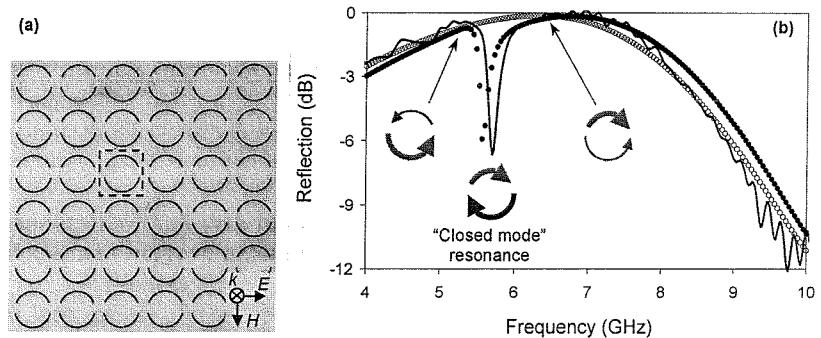 (a)
k
E
H
(b)
Reflection (dB)
0
-3
-6
-9
-12
"Closed mode"
resonance
4
5
6
7
8
9
10
Frequency (GHz)